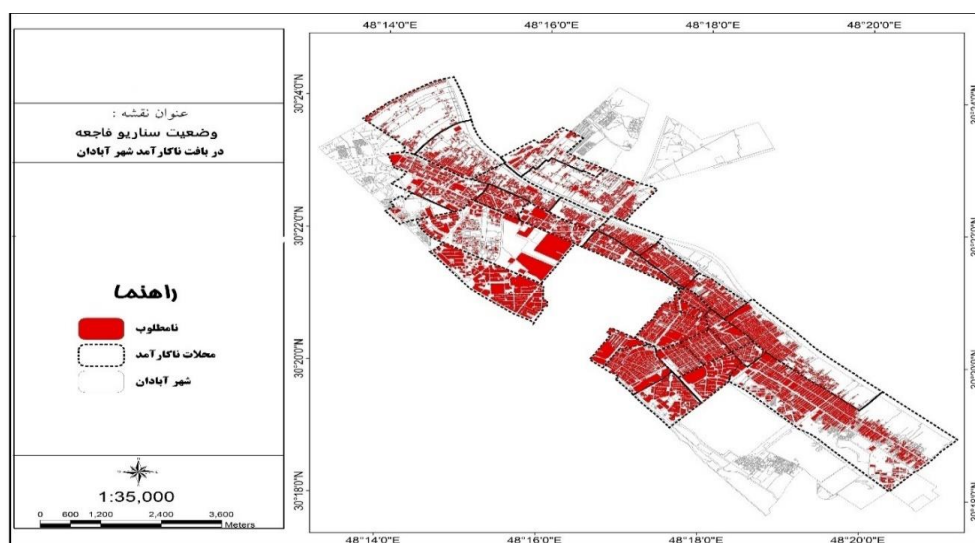 عنوان نقشه :
وضعیت سناریو فاجعه
در بافت ناکارآمد شهر آبادان
راهنما
نامطلوب
محلات ناکارآمد
شهر آبادان
1:35,000
0 600 1,200 2,400 3,600
Meters
48°14'0"E 48°16'0"E 48°18'0"E 48°20'0"E
30°24'0"N
30°22'0"N
30°20'0"N
30°18'0"N
48°14'0"E 48°16'0"E 48°18'0"E 48°20'0"E